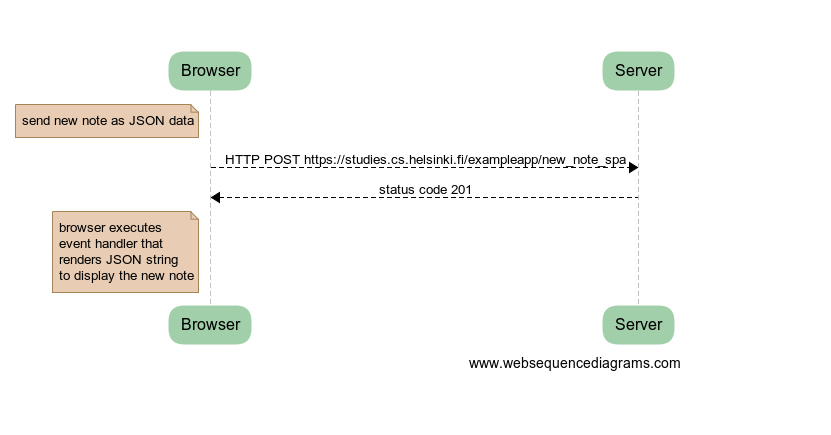 Browser
Server
send new note as JSON data
HTTP POST https://studies.cs.helsinki.fi/exampleapp/new_note_spa
status code 201
browser executes
event handler that
renders JSON string
to display the new note
Browser
Server
www.websequencediagrams.com